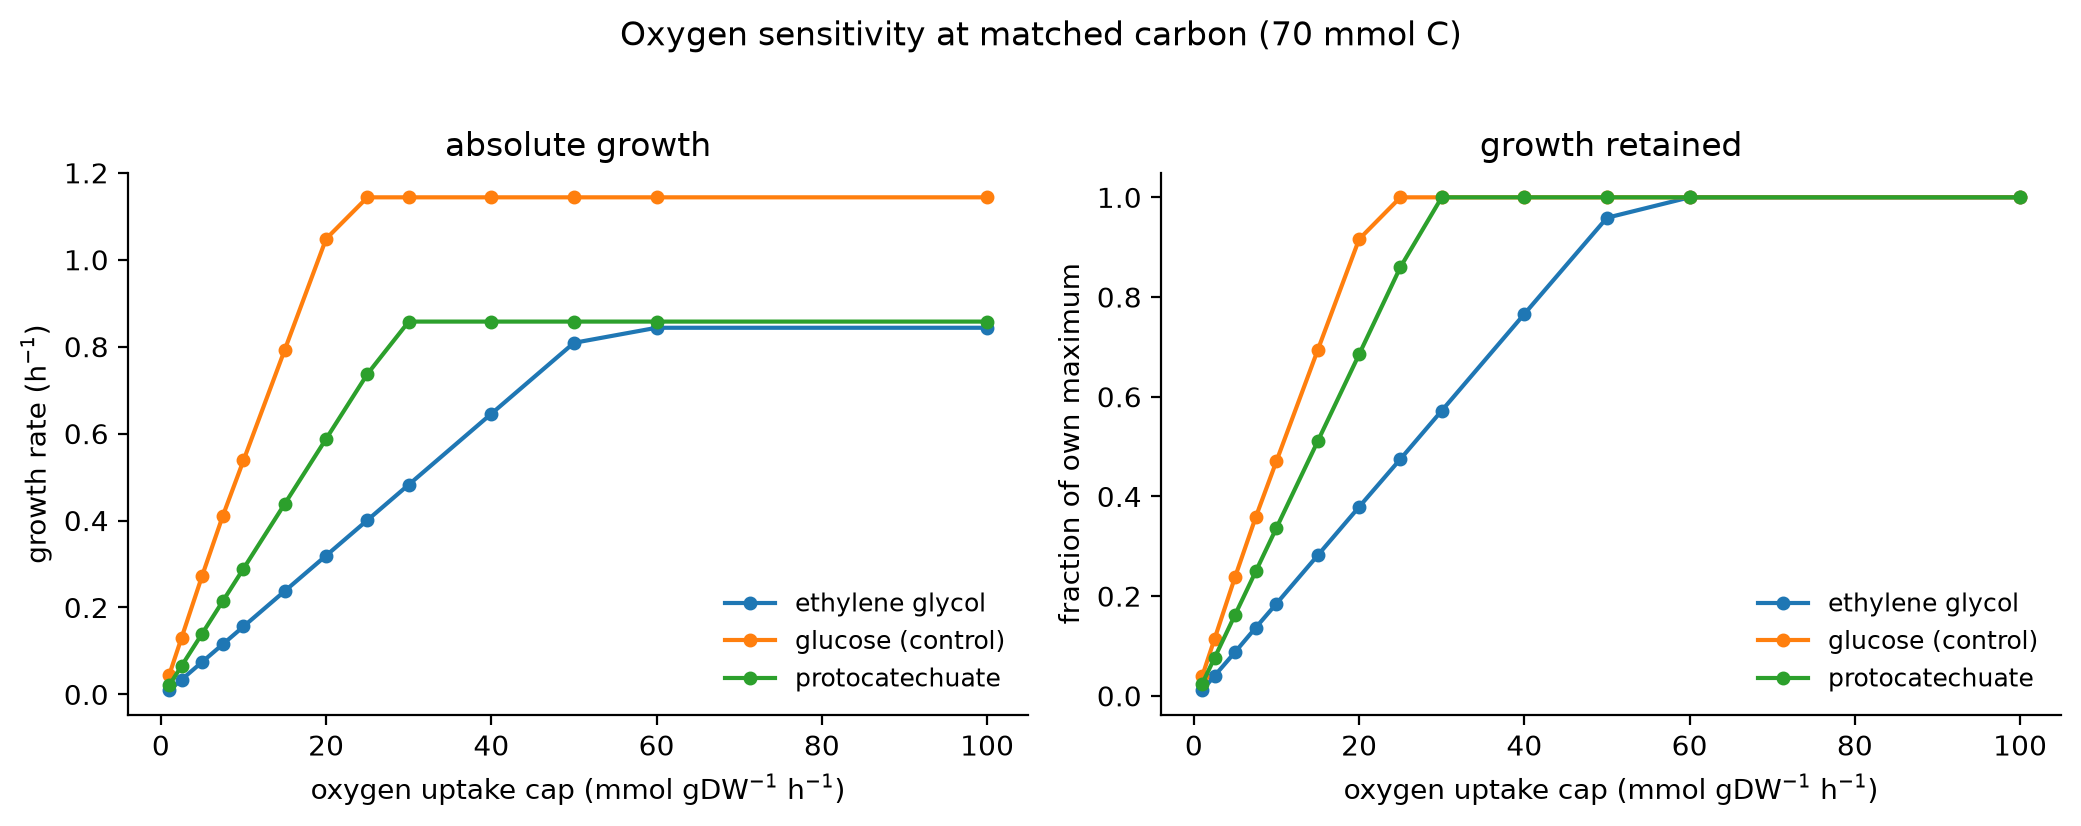 Oxygen sensitivity at matched carbon (70 mmol C)
absolute growth
growth rate (h⁻¹)
1.2
1.0
0.8
0.6
0.4
0.2
0.0
ethylene glycol
glucose (control)
protocatechuate
0 20 40 60 80 100
oxygen uptake cap (mmol gDW⁻¹ h⁻¹)
growth retained
fraction of own maximum
1.0
0.8
0.6
0.4
0.2
0.0
ethylene glycol
glucose (control)
protocatechuate
0 20 40 60 80 100
oxygen uptake cap (mmol gDW⁻¹ h⁻¹)